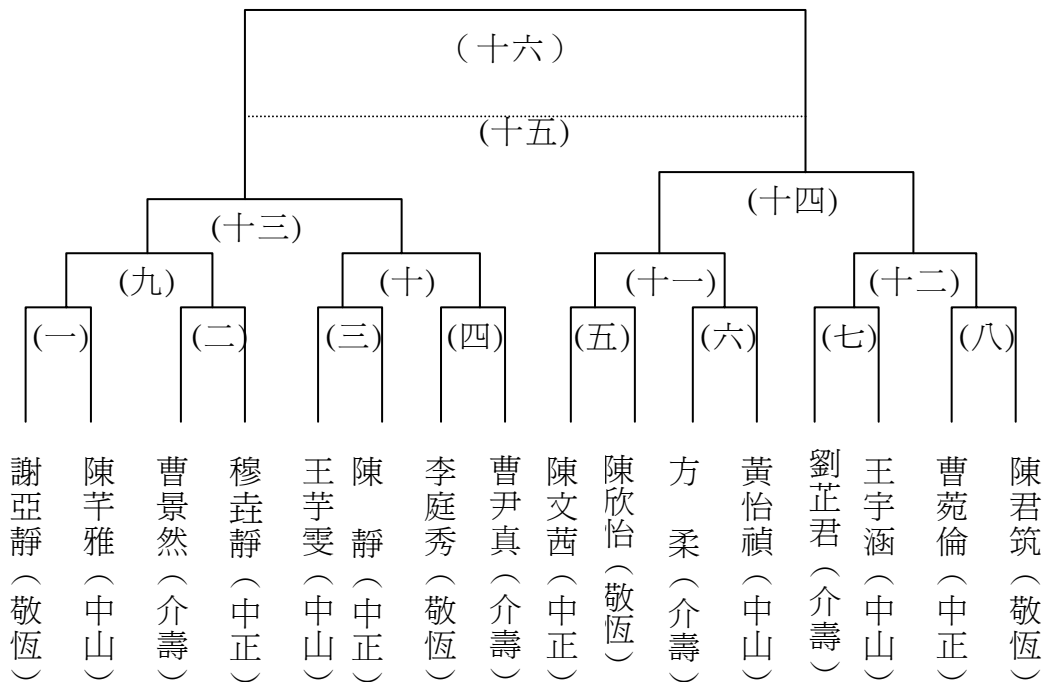 (十六)
(十五)
(十四)
(十三)
(九)
(十)
(十一)
(十二)
(一)
(二)
(三)
(四)
(五)
(六)
(七)
(八)
謝亞靜(敬恆)
陳芊雅(中山)
曹景然(介壽)
穆垚靜(中正)
王芋雯(中山)
陳 靜(中正)
李庭秀(敬恆)
曹尹真(介壽)
陳文茜(中正)
陳欣怡(敬恆)
方 柔(介壽)
黃怡禎(中山)
劉芷君(介壽)
王宇涵(中山)
曹菀倫(中正)
陳君筑(敬恆)